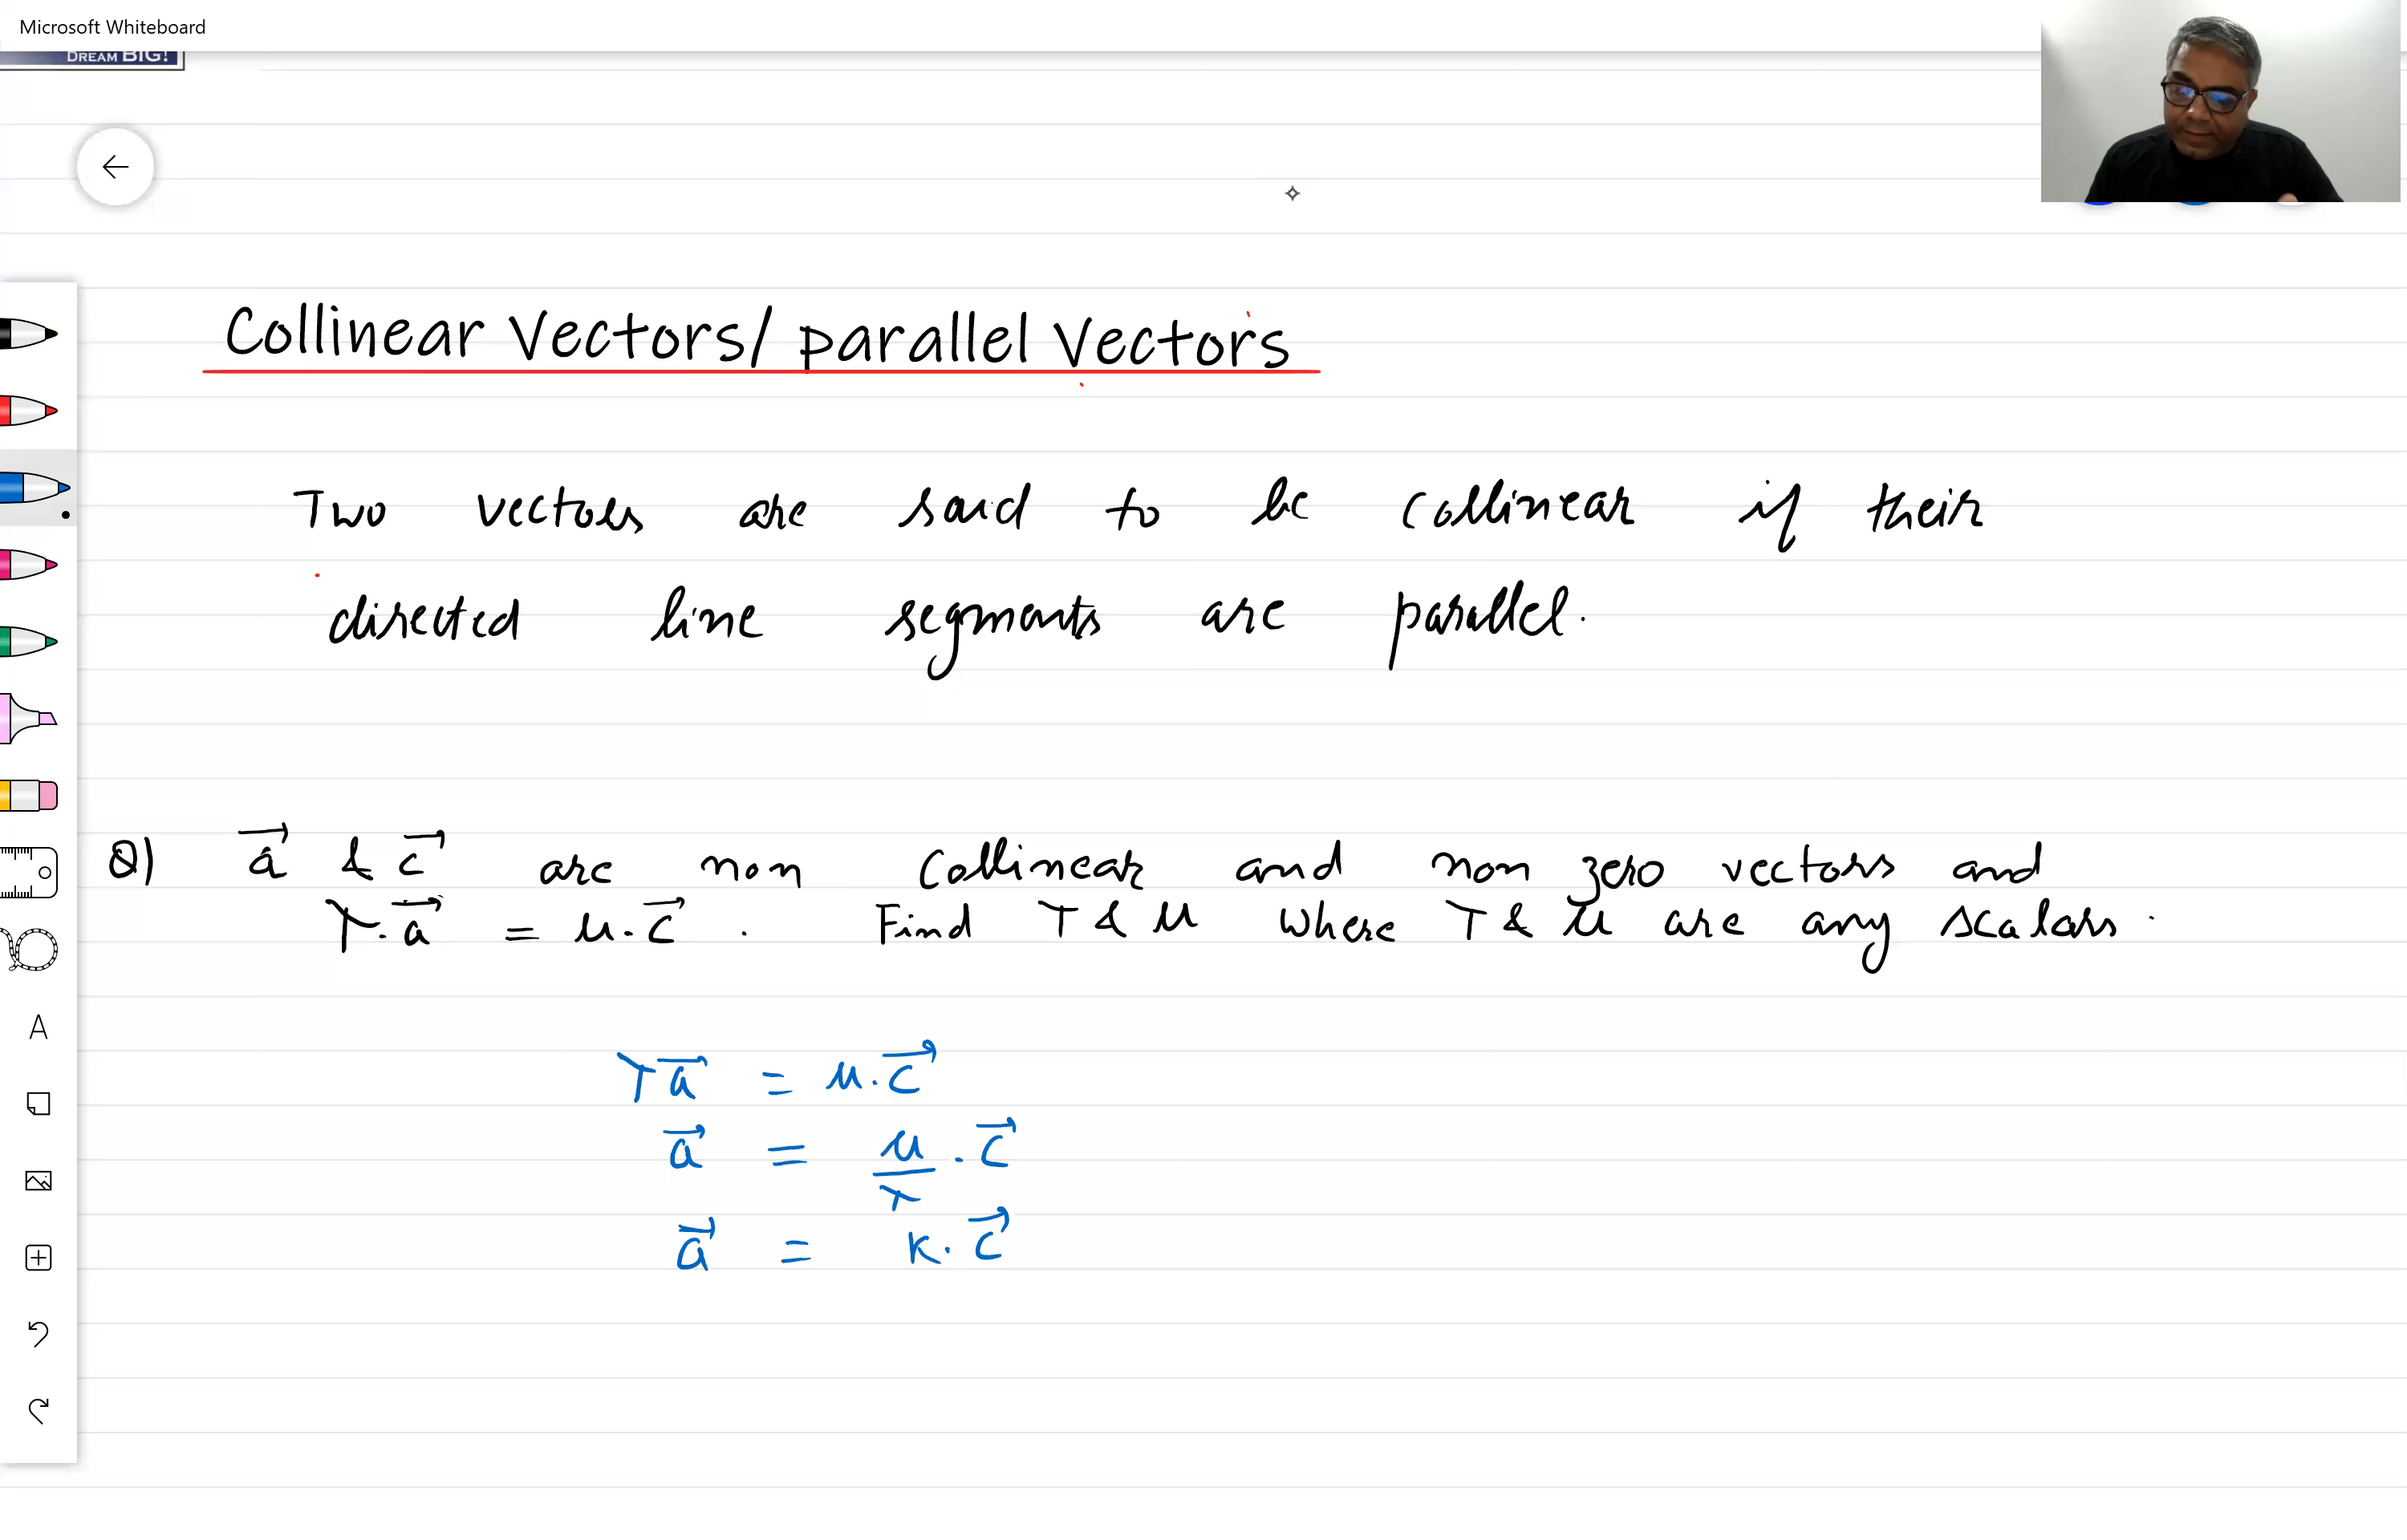 Microsoft Whiteboard
DREAM BIG!
Collinear Vectors/ parallel Vectors
Two vectors are said to be collinear if their
directed line segments are parallel.
Q) a⃗ & c⃗ are non collinear and non zero vectors and
λ.a⃗ = μ.c⃗ . Find λ & μ where λ & μ are any scalars.
λa⃗ = μ.c⃗
a⃗ = μ/λ . c⃗
a⃗ = k. c⃗
A